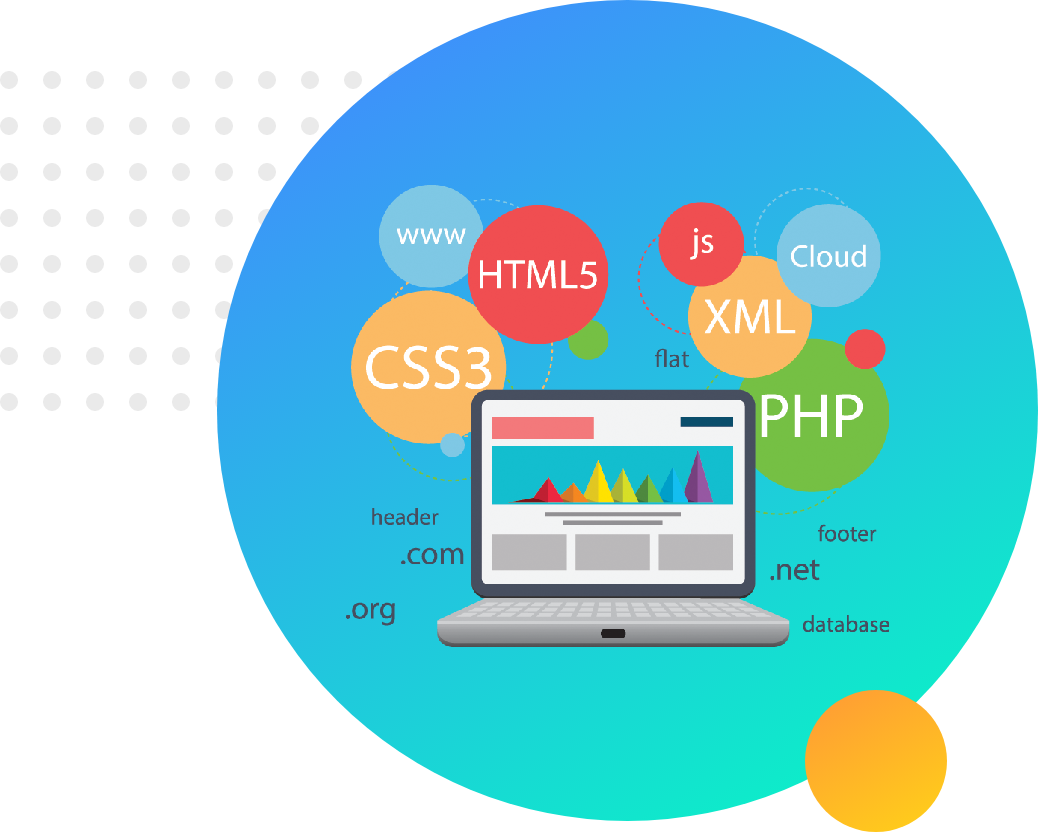 www
HTML5
js
Cloud
XML
CSS3
flat
PHP
header
.com
footer
.net
.org
database